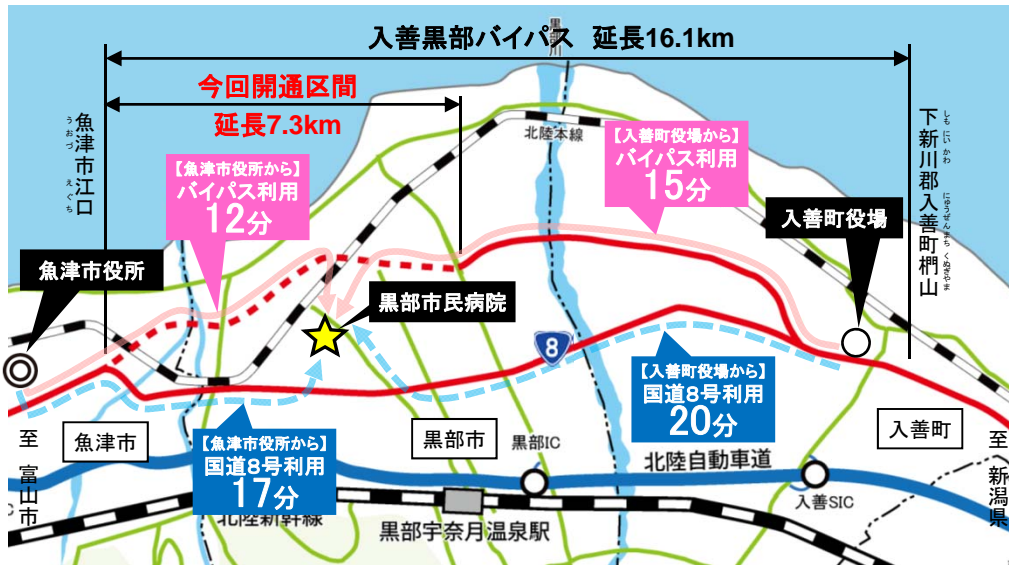 入善黒部バイパス 延長16.1km
今回開通区間
延長7.3km
黒部川
北陸本線
魚津市江口
うおづ えぐち
下新川郡入善町椚山
しもにいかわ にゅうぜんまち くぬぎやま
【魚津市役所から】
バイパス利用
12分
【入善町役場から】
バイパス利用
15分
入善町役場
魚津市役所
黒部市民病院
8
【入善町役場から】
国道8号利用
20分
【魚津市役所から】
国道8号利用
17分
至 富山市
魚津市
黒部市
黒部IC
北陸自動車道
入善町
入善SIC
至 新潟県
北陸新幹線
黒部宇奈月温泉駅